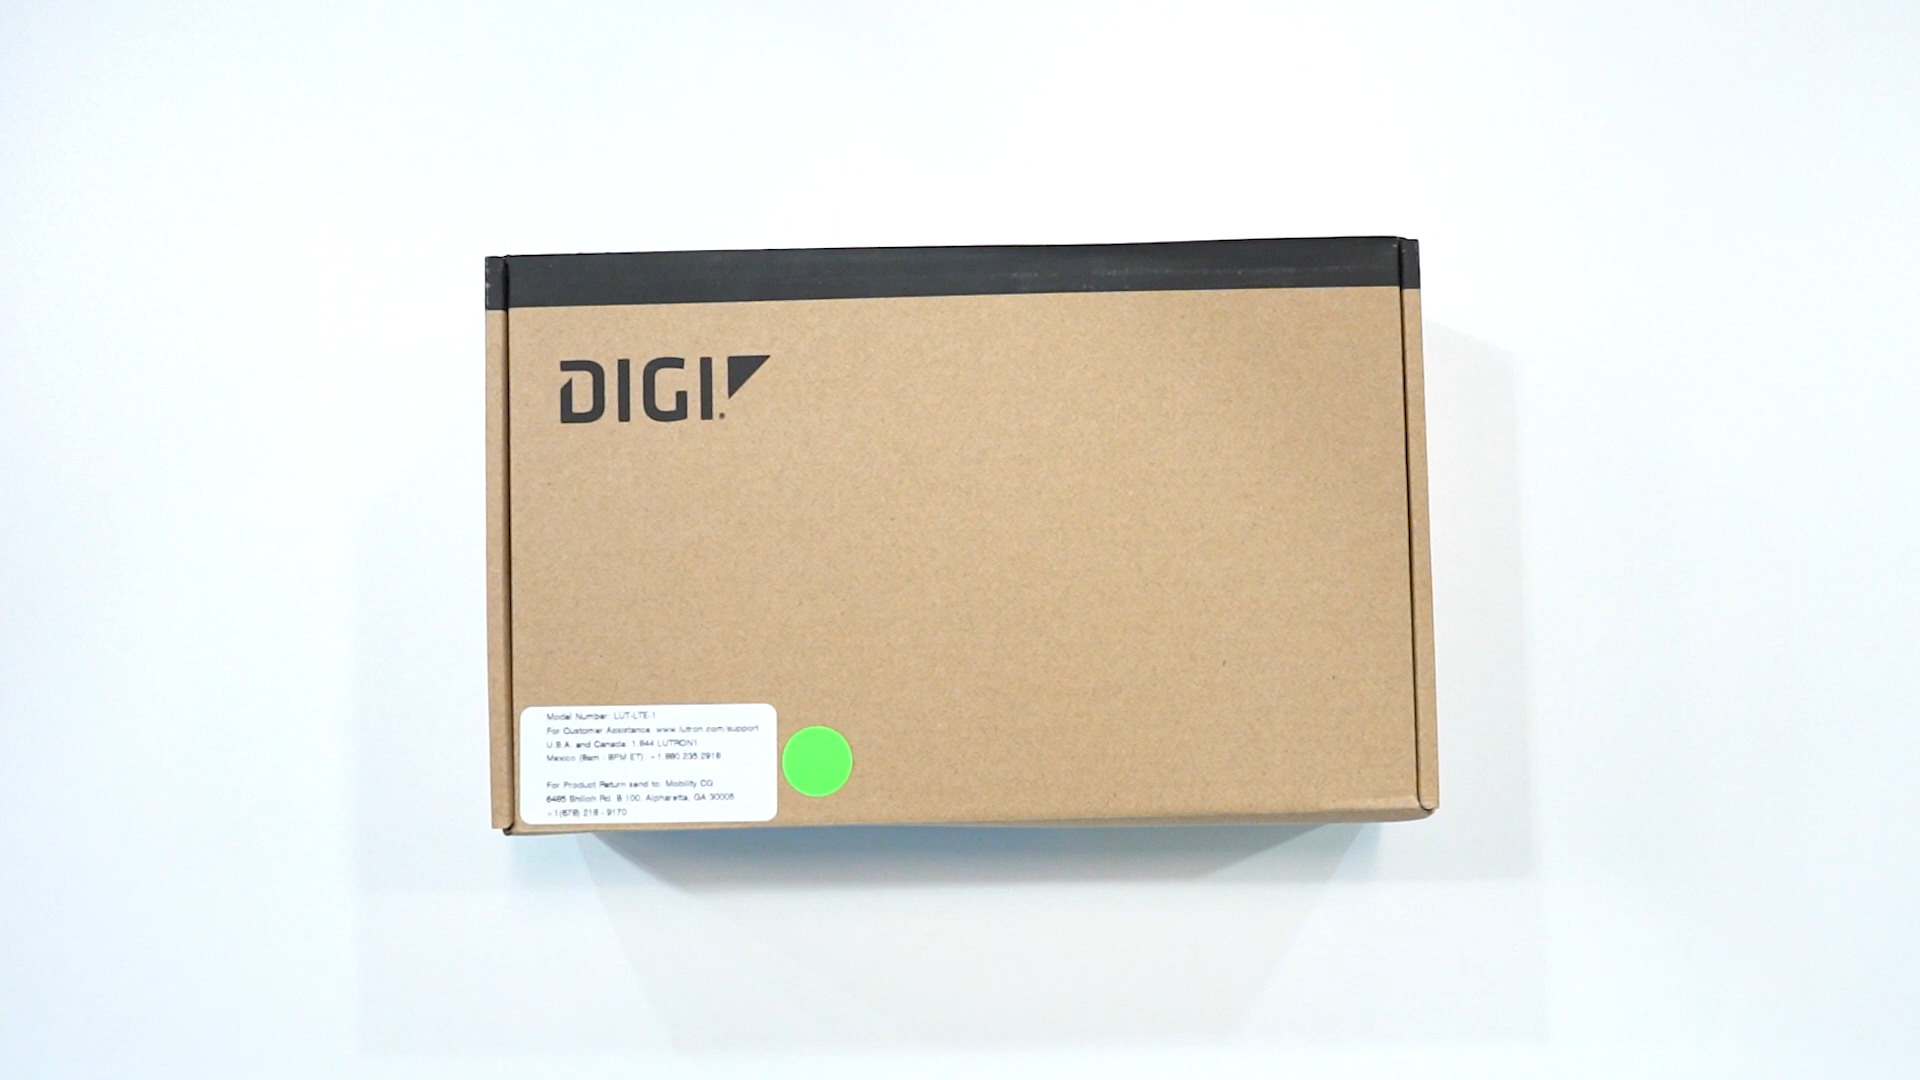 DIGI
Model Number: LUT-LTE-1
For Customer Assistance: www.lutron.com/support
U.S.A. and Canada: 1.844.LUTRON1
Mexico (8am - 8PM ET): +1.880.235.2916
For Product Return send to: Mobility CG
6485 Shiloh Rd. B 100, Alpharetta, GA 30005
+1(678) 218 - 9170